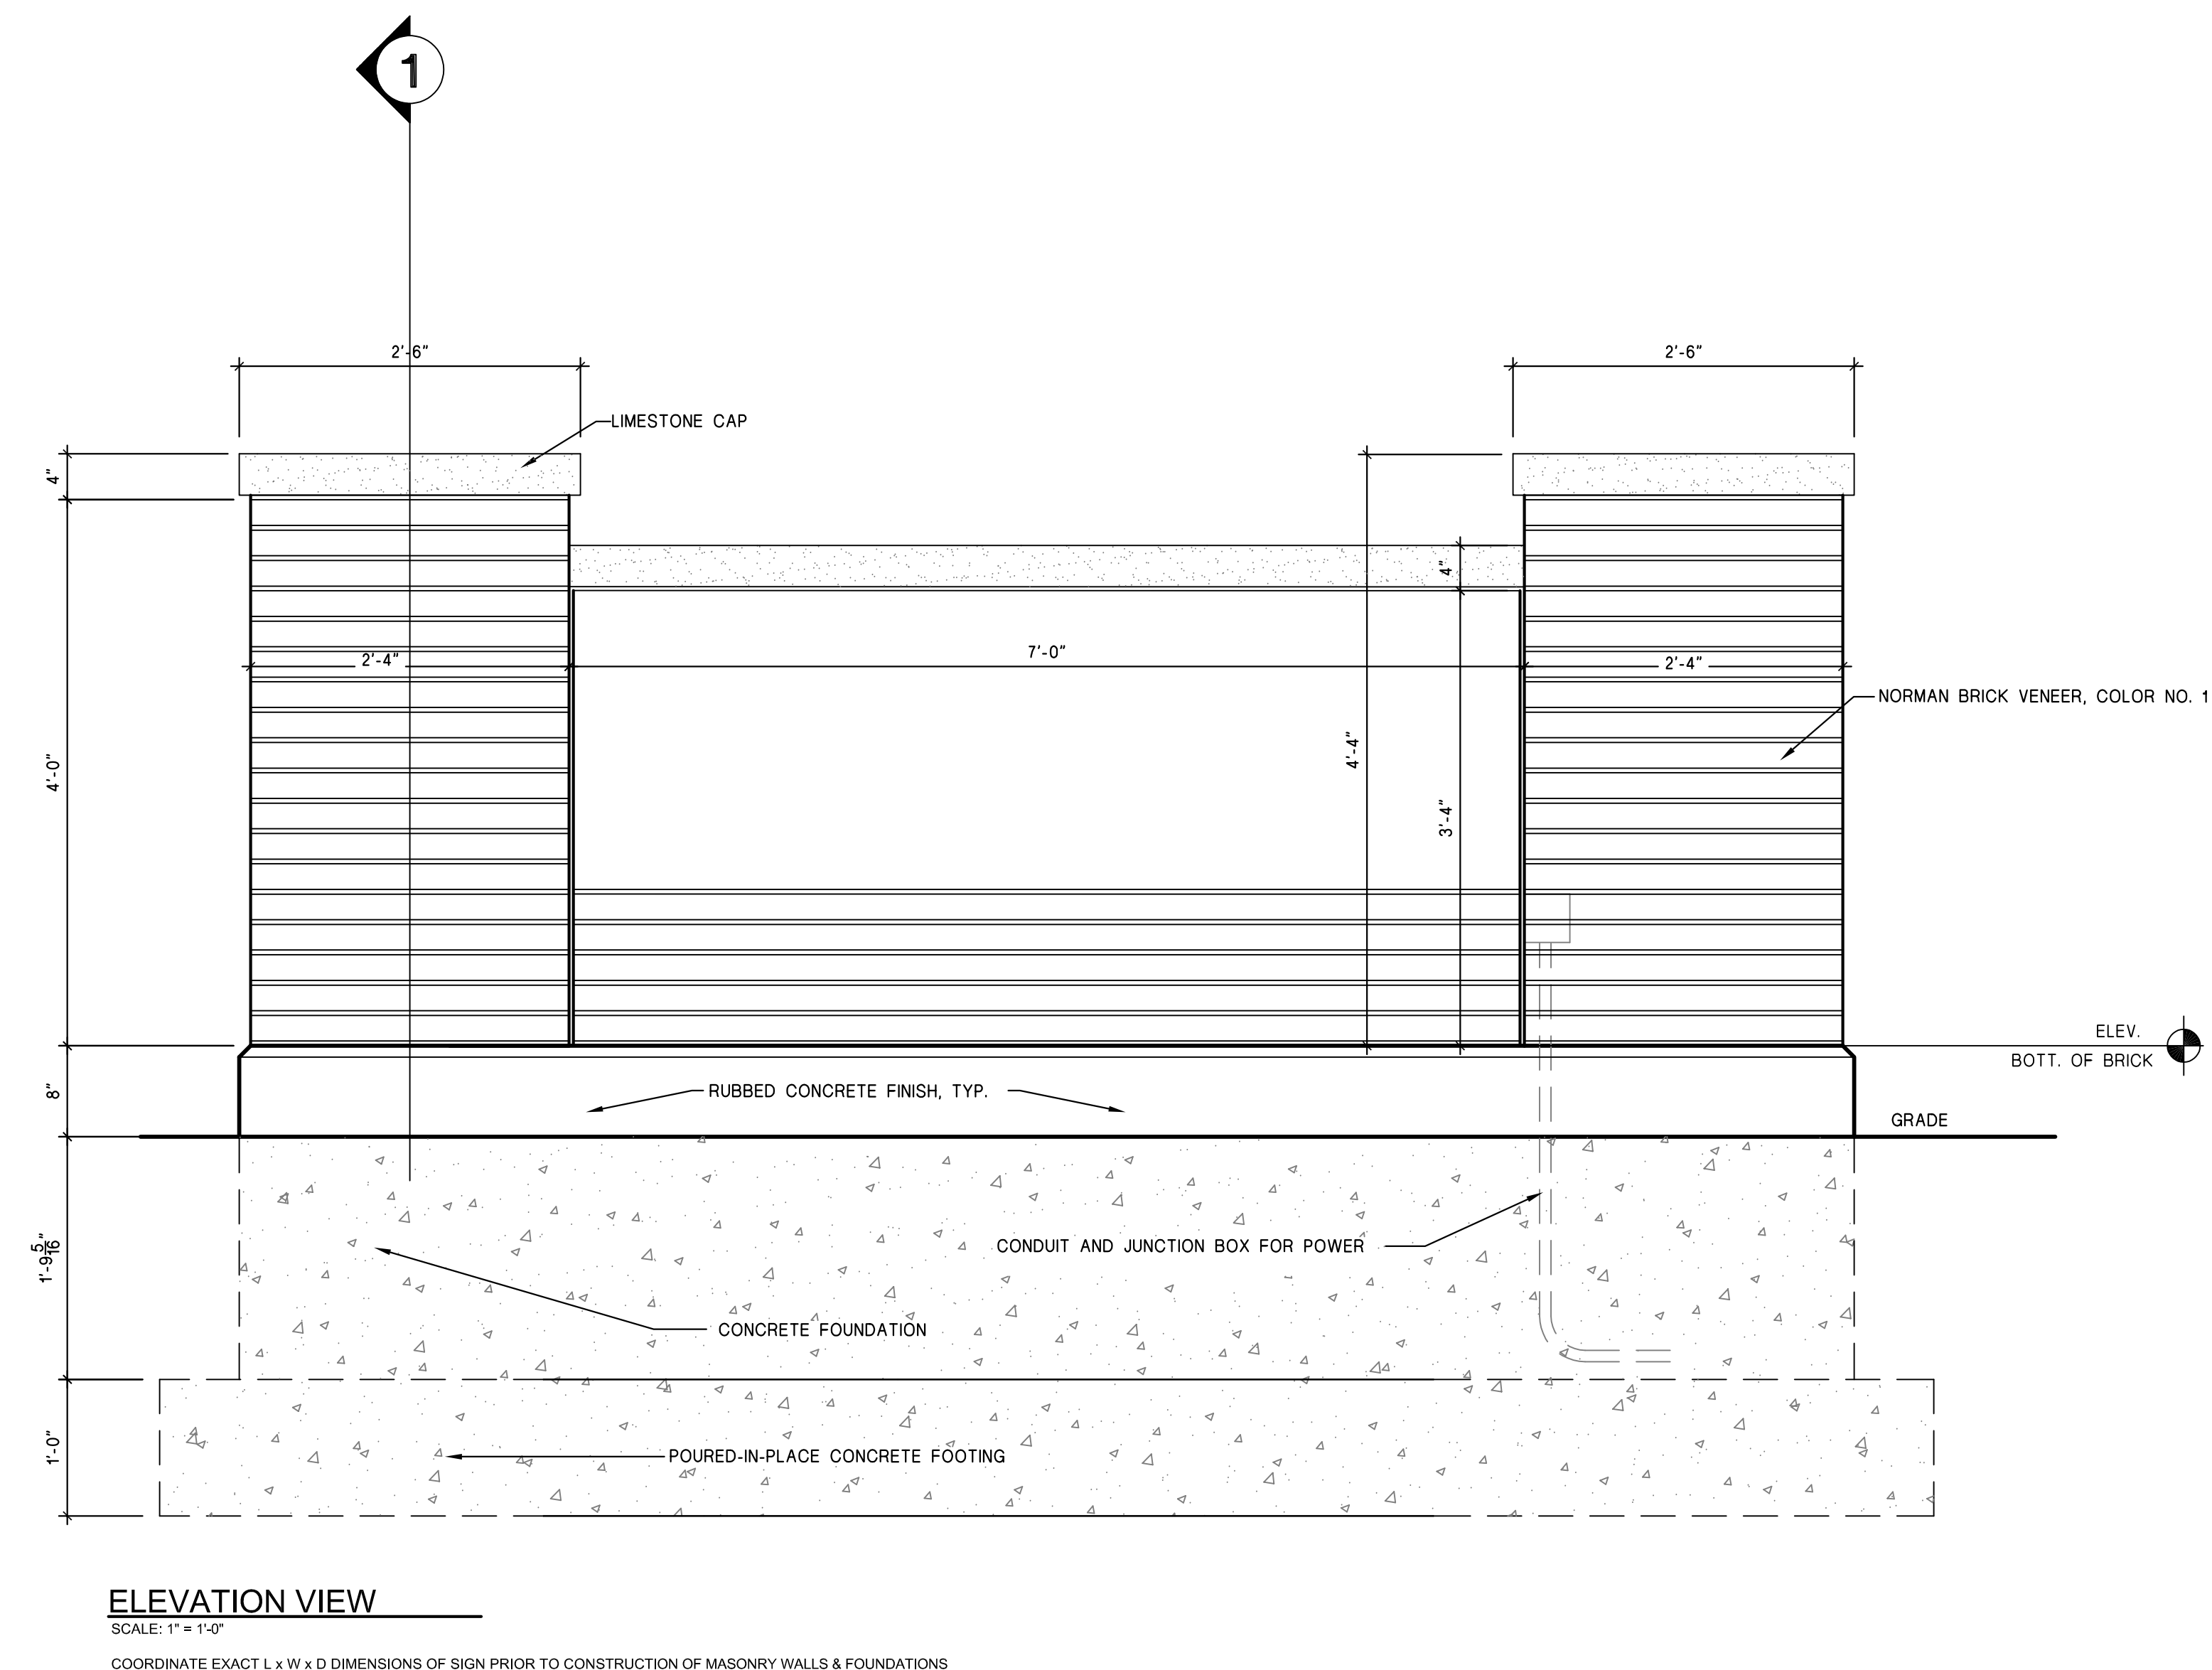 1
2'-6"
2'-6"
LIMESTONE CAP
4"
4"
2'-4"
7'-0"
2'-4"
NORMAN BRICK VENEER, COLOR NO. 1
4'-0"
4'-4"
3'-4"
ELEV.
BOTT. OF BRICK
8"
RUBBED CONCRETE FINISH, TYP.
GRADE
1'-9 5/16"
CONDUIT AND JUNCTION BOX FOR POWER
CONCRETE FOUNDATION
1'-0"
POURED-IN-PLACE CONCRETE FOOTING
ELEVATION VIEW
SCALE: 1" = 1'-0"
COORDINATE EXACT L x W x D DIMENSIONS OF SIGN PRIOR TO CONSTRUCTION OF MASONRY WALLS & FOUNDATIONS